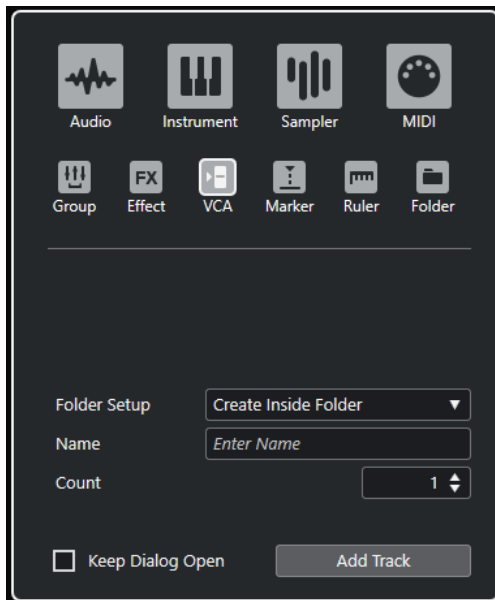 Audio Instrument Sampler MIDI
FX
Group Effect VCA Marker Ruler Folder
Folder Setup Create Inside Folder
Name Enter Name
Count 1
Keep Dialog Open Add Track